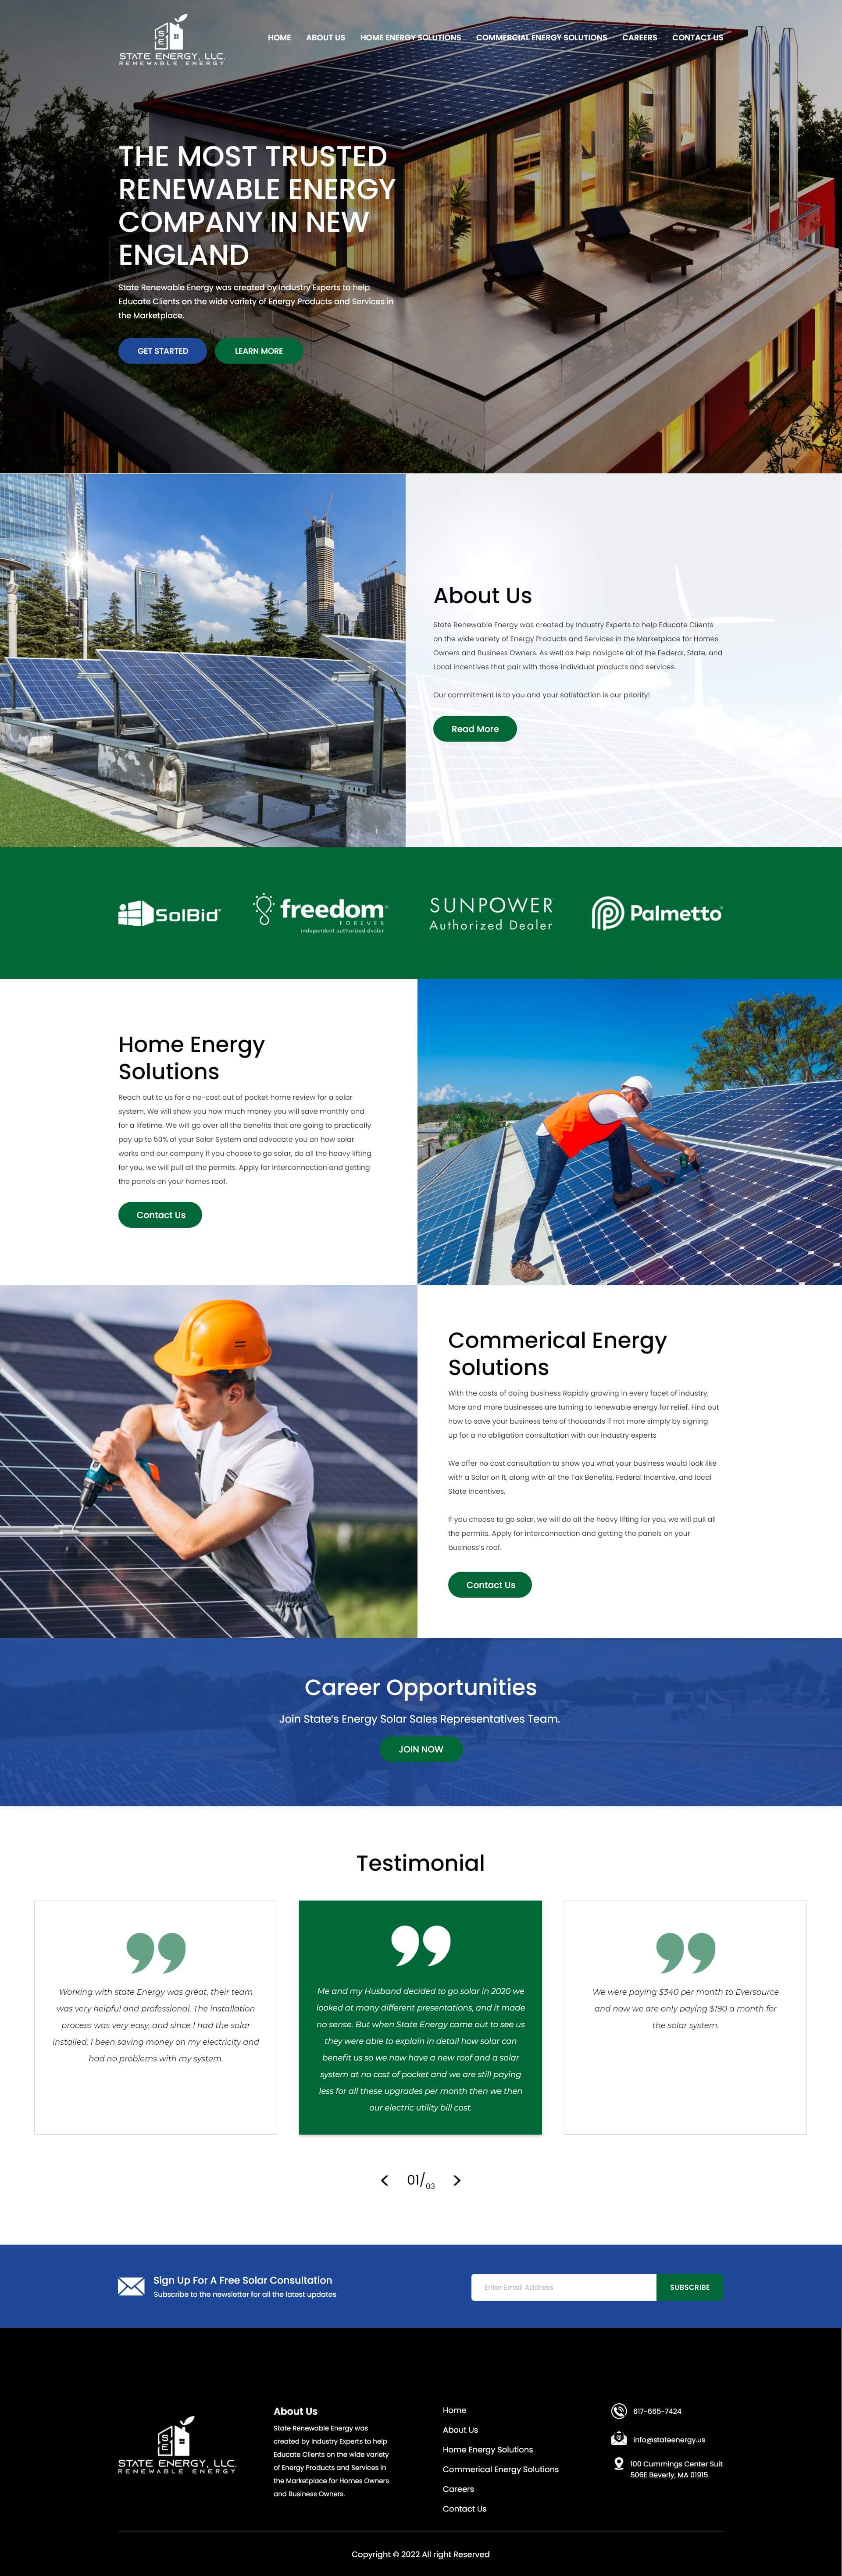 SE
STATE ENERGY, LLC.
RENEWABLE ENERGY
HOME ABOUT US HOME ENERGY SOLUTIONS COMMERCIAL ENERGY SOLUTIONS CAREERS CONTACT US
THE MOST TRUSTED
RENEWABLE ENERGY
COMPANY IN NEW
ENGLAND
State Renewable Energy was created by Industry Experts to help
Educate Clients on the wide variety of Energy Products and Services in
the Marketplace.
GET STARTED LEARN MORE
About Us
State Renewable Energy was created by Industry Experts to help Educate Clients
on the wide variety of Energy Products and Services in the Marketplace for Homes
Owners and Business Owners. As well as help navigate all of the Federal, State, and
Local incentives that pair with those individual products and services.
Our commitment is to you and your satisfaction is our priority!
Read More
SolBid
freedom
FOREVER
independent authorized dealer
SUNPOWER
Authorized Dealer
Palmetto
Home Energy
Solutions
Reach out to us for a no-cost out of pocket home review for a solar
system. We will show you how much money you will save monthly and
for a lifetime. We will go over all the benefits that are going to practically
pay up to 50% of your Solar System and advocate you on how solar
works and our company If you choose to go solar, do all the heavy lifting
for you, we will pull all the permits. Apply for interconnection and getting
the panels on your homes roof.
Contact Us
Commerical Energy
Solutions
With the costs of doing business Rapidly growing in every facet of industry,
More and more businesses are turning to renewable energy for relief. Find out
how to save your business tens of thousands if not more simply by signing
up for a no obligation consultation with our industry experts
We offer no cost consultation to show you what your business would look like
with a Solar on It, along with all the Tax Benefits, Federal Incentive, and local
State Incentives.
If you choose to go solar, we will do all the heavy lifting for you, we will pull all
the permits. Apply for interconnection and getting the panels on your
business's roof.
Contact Us
Career Opportunities
Join State's Energy Solar Sales Representatives Team.
JOIN NOW
Testimonial
Working with state Energy was great, their team
was very helpful and professional. The installation
process was very easy, and since I had the solar
installed, I been saving money on my electricity and
had no problems with my system.
Me and my Husband decided to go solar in 2020 we
looked at many different presentations, and it made
no sense. But when State Energy came out to see us
they were able to explain in detail how solar can
benefit us so we now have a new roof and a solar
system at no cost of pocket and we are still paying
less for all these upgrades per month then we then
our electric utility bill cost.
We were paying $340 per month to Eversource
and now we are only paying $190 a month for
the solar system.
01/03
Sign Up For A Free Solar Consultation
Subscribe to the newsletter for all the latest updates
Enter Email Address
SUBSCRIBE
SE
STATE ENERGY, LLC.
RENEWABLE ENERGY
About Us
State Renewable Energy was
created by Industry Experts to help
Educate Clients on the wide variety
of Energy Products and Services in
the Marketplace for Homes Owners
and Business Owners.
Home
About Us
Home Energy Solutions
Commerical Energy Solutions
Careers
Contact Us
617-665-7424
info@stateenergy.us
100 Cummings Center Suit
506E Beverly, MA 01915
Copyright © 2022 All right Reserved